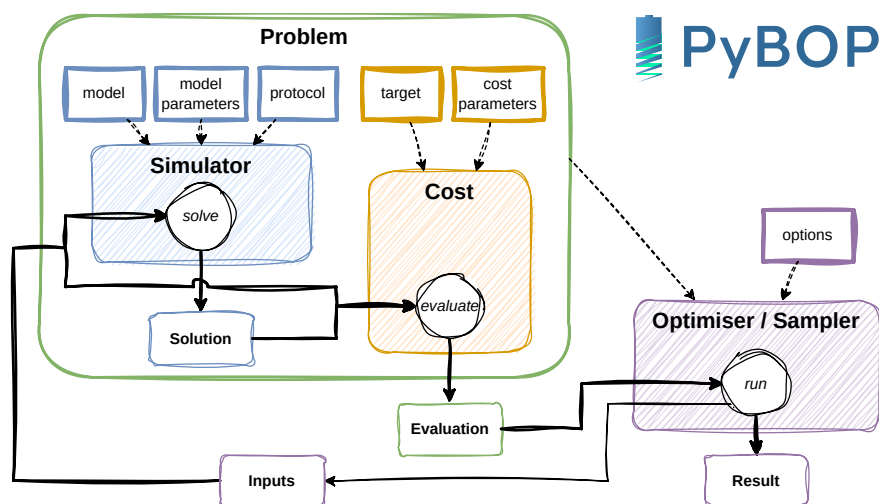 Problem
PyBOP
model
model
parameters
protocol
target
cost
parameters
Simulator
Cost
solve
options
evaluate
Solution
Optimiser / Sampler
run
Evaluation
Inputs
Result